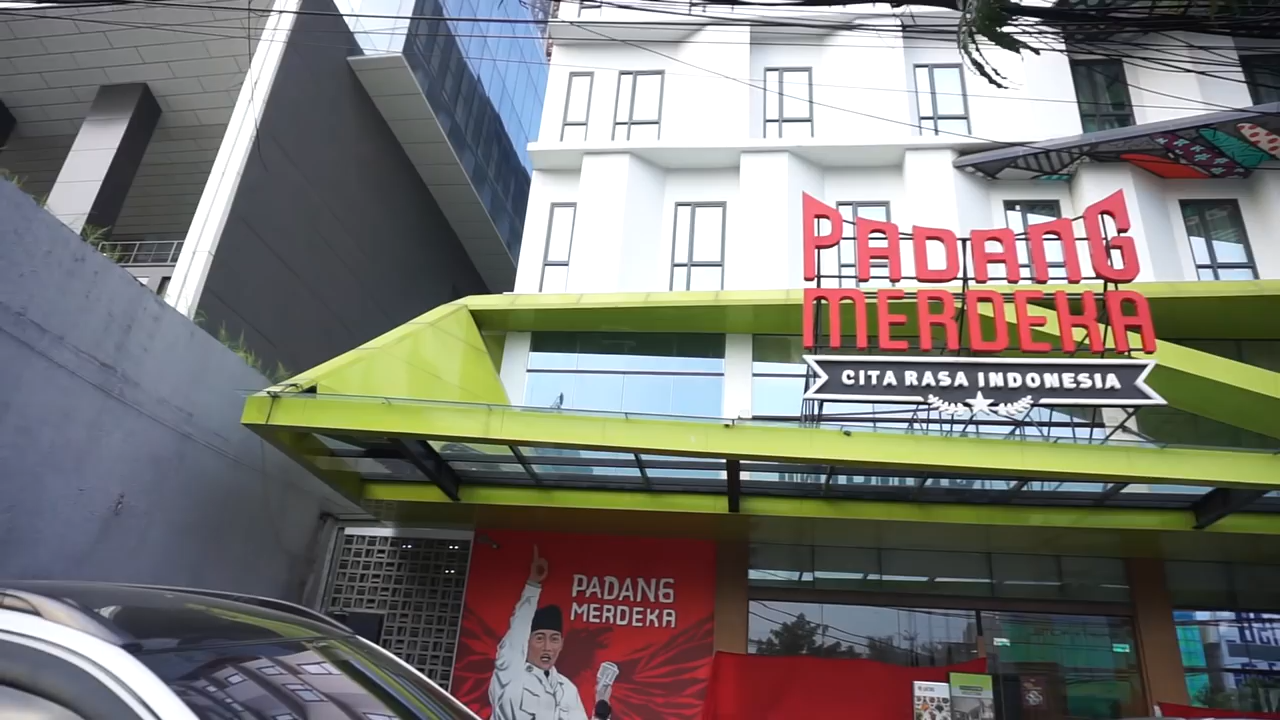 PADANG
MERDEKA
CITA RASA INDONESIA
PADANG
MERDEKA